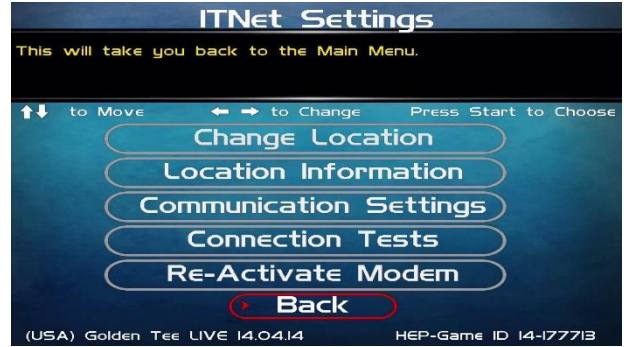 ITNet Settings
This will take you back to the Main Menu.
to Move to Change Press Start to Choose
Change Location
Location Information
Communication Settings
Connection Tests
Re-Activate Modem
Back
(USA) Golden Tee LIVE 14.04.14 HEP-Game ID 14-177713